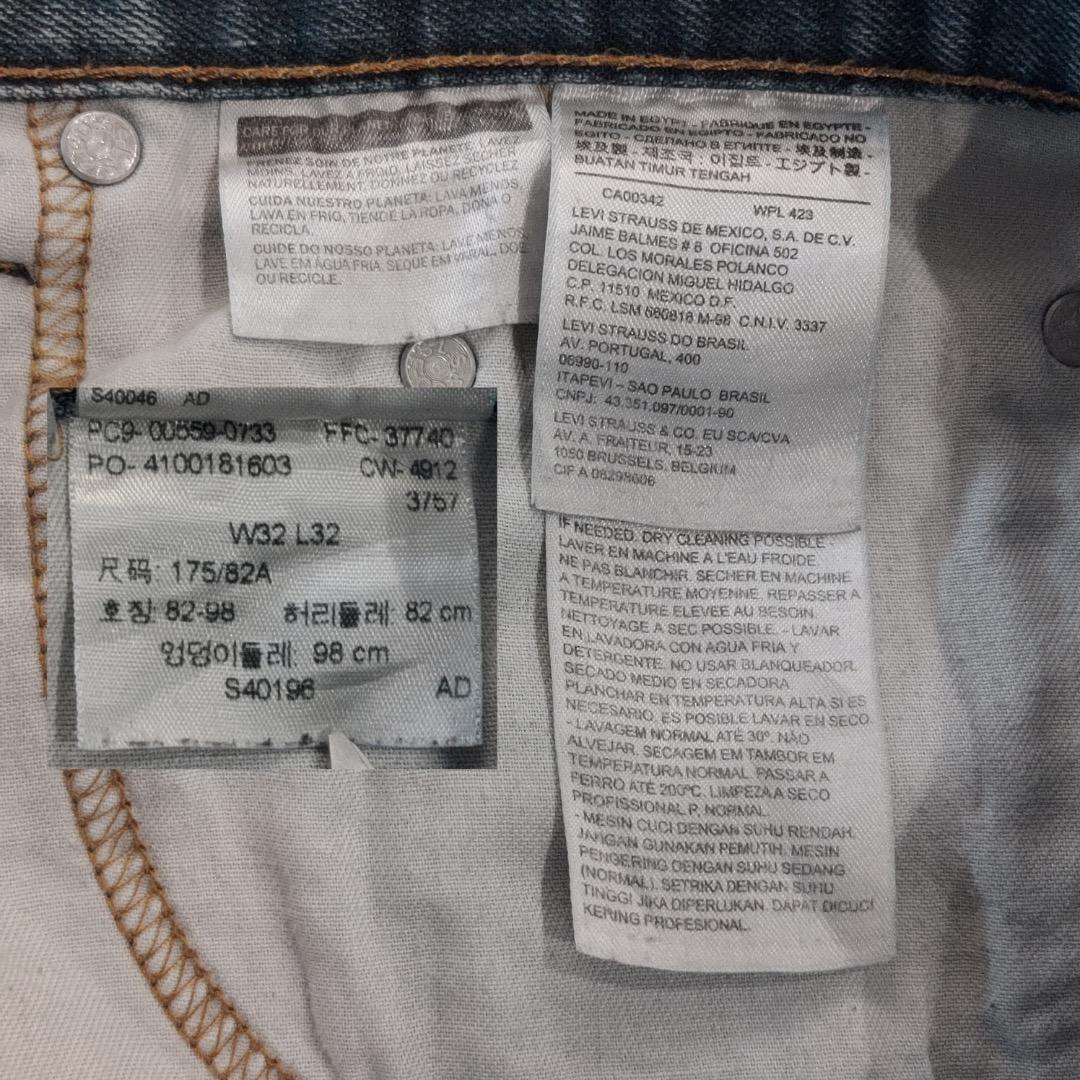 CARE FOR OUR
PRENEZ SOIN DE NOTRE PLANETE: LAVEZ
MOINS, LAVEZ A FROID, LAISSEZ SECHER
NATURELLEMENT, DONNEZ OU RECYCLEZ.
CUIDA NUESTRO PLANETA: LAVA MENOS,
LAVA EN FRIO, TIENDE LA ROPA, DONA O
RECICLA.
CUIDE DO NOSSO PLANETA: LAVE MENOS,
LAVE EM ÁGUA FRIA, SEQUE EM VARAL, DOE
OU RECICLE.
MADE IN EGYPT - FABRIQUE EN EGYPTE -
FABRICADO EN EGIPTO - FABRICADO NO
EGITO - СДЕЛАНО В ЕГИПТЕ - 埃及制造 -
埃及製 - 제조국 : 이집트 - エジプト製 -
BUATAN TIMUR TENGAH
CA00342 WPL 423
LEVI STRAUSS DE MEXICO, S.A. DE C.V.
JAIME BALMES # 8 OFICINA 502
COL. LOS MORALES POLANCO
DELEGACION MIGUEL HIDALGO
C.P. 11510 MEXICO D.F.
R.F.C. LSM 680818 M-98 C.N.I.V. 3337
LEVI STRAUSS DO BRASIL
AV. PORTUGAL, 400
06990-110
ITAPEVI – SAO PAULO BRASIL
CNPJ: 43.351.097/0001-90
LEVI STRAUSS & CO. EU SCA/CVA
AV. A. FRAITEUR, 15-23
1050 BRUSSELS, BELGIUM
CIF A 08298606
IF NEEDED. DRY CLEANING POSSIBLE -
LAVER EN MACHINE A L'EAU FROIDE.
NE PAS BLANCHIR. SECHER EN MACHINE
A TEMPERATURE MOYENNE. REPASSER A
TEMPERATURE ELEVEE AU BESOIN.
NETTOYAGE A SEC POSSIBLE. - LAVAR
EN LAVADORA CON AGUA FRIA Y
DETERGENTE. NO USAR BLANQUEADOR.
SECADO MEDIO EN SECADORA.
PLANCHAR EN TEMPERATURA ALTA SI ES
NECESARIO. ES POSIBLE LAVAR EN SECO.
- LAVAGEM NORMAL ATÉ 30º. NÃO
ALVEJAR. SECAGEM EM TAMBOR EM
TEMPERATURA NORMAL. PASSAR A
FERRO ATÉ 200ºC. LIMPEZA A SECO
PROFISSIONAL P, NORMAL.
- MESIN CUCI DENGAN SUHU RENDAH.
JANGAN GUNAKAN PEMUTIH. MESIN
PENGERING DENGAN SUHU SEDANG
(NORMAL). SETRIKA DENGAN SUHU
TINGGI JIKA DIPERLUKAN. DAPAT DICUCI
KERING PROFESIONAL.
S40046 AD
PC9- 00559-0733 FFC- 37740
PO- 4100181603 CW- 4912
3757
W32 L32
尺码: 175/82A
호칭: 82-98 허리둘레: 82 cm
엉덩이둘레: 98 cm
S40196 AD